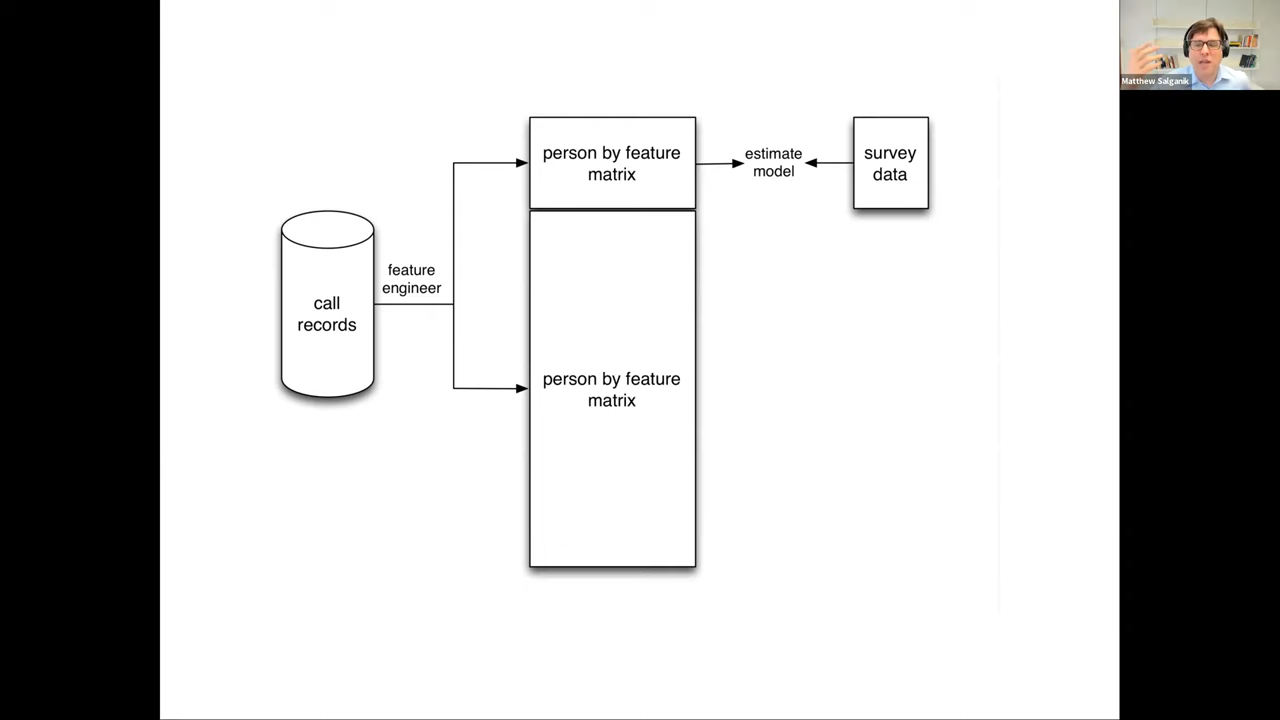 Matthew Salganik
person by feature
matrix
estimate
model
survey
data
feature
engineer
call
records
person by feature
matrix